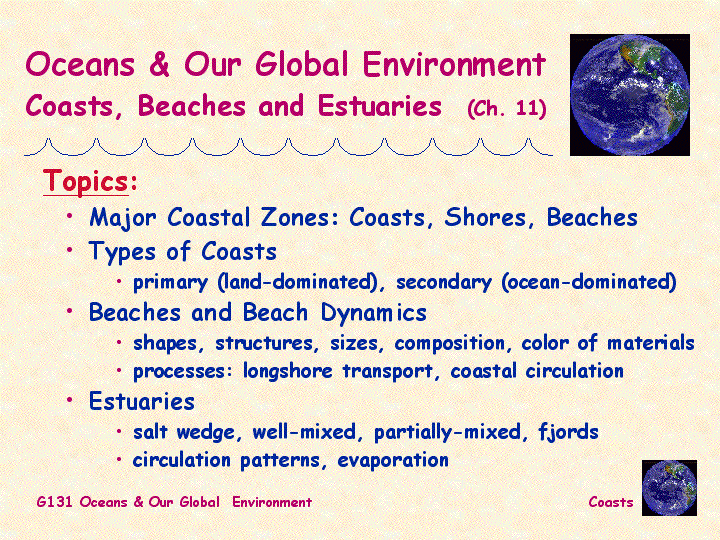 Oceans & Our Global Environment
Coasts, Beaches and Estuaries (Ch. 11)
Topics:
• Major Coastal Zones: Coasts, Shores, Beaches
• Types of Coasts
• primary (land-dominated), secondary (ocean-dominated)
• Beaches and Beach Dynamics
• shapes, structures, sizes, composition, color of materials
• processes: longshore transport, coastal circulation
• Estuaries
• salt wedge, well-mixed, partially-mixed, fjords
• circulation patterns, evaporation
G131 Oceans & Our Global Environment Coasts